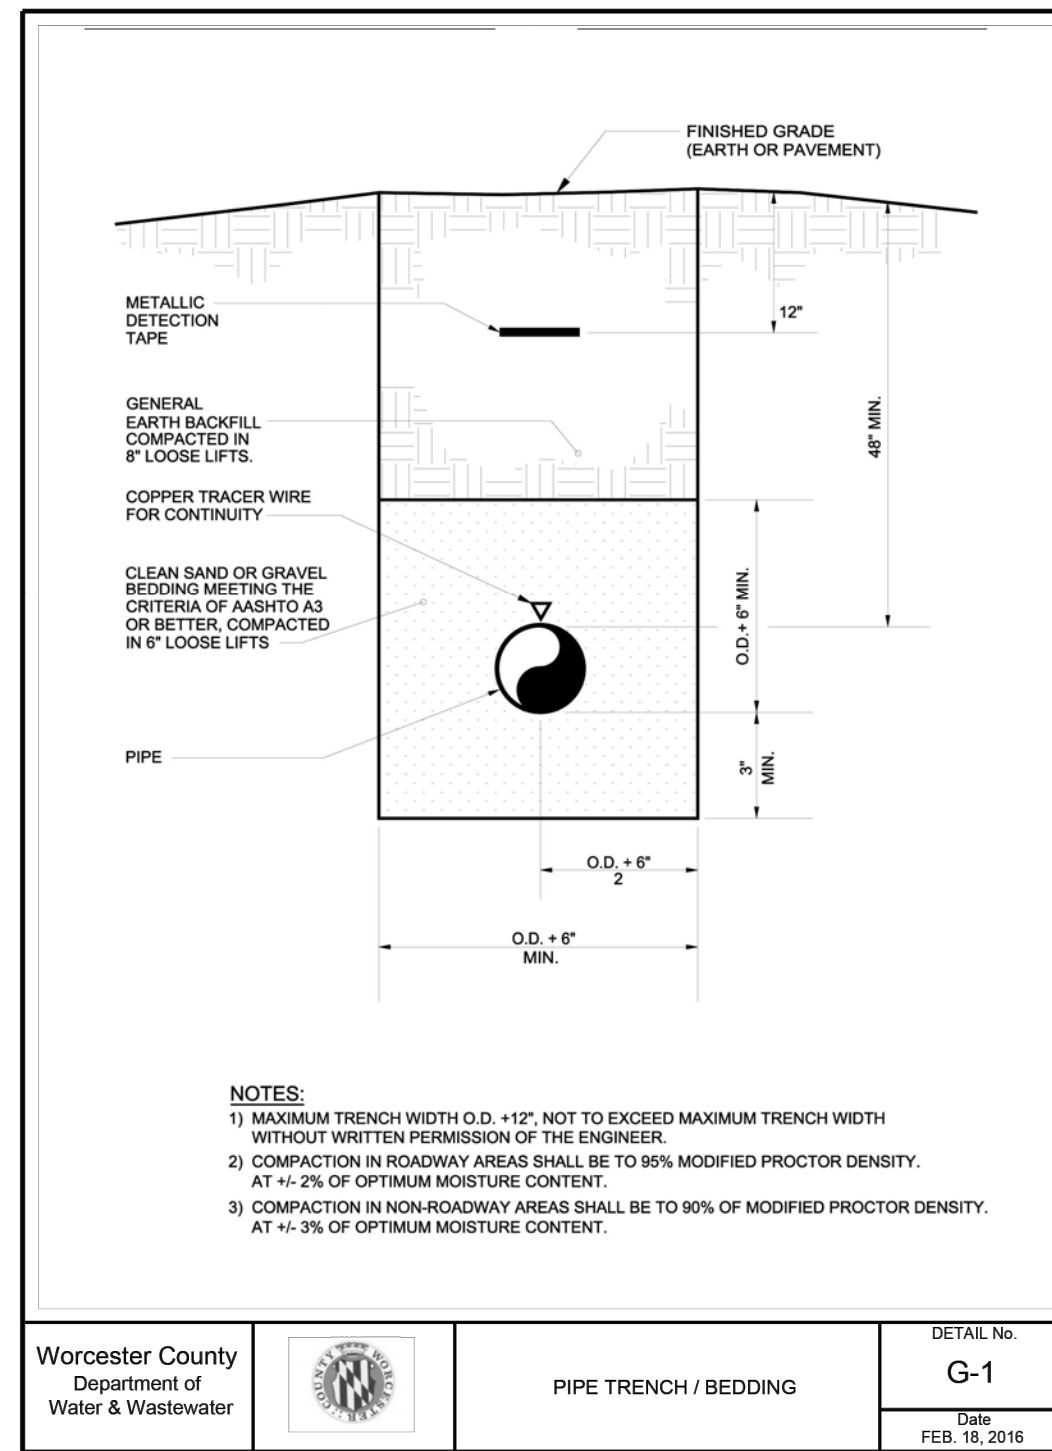 FINISHED GRADE
(EARTH OR PAVEMENT)
METALLIC
DETECTION
TAPE
12"
GENERAL
EARTH BACKFILL
COMPACTED IN
8" LOOSE LIFTS.
48" MIN.
COPPER TRACER WIRE
FOR CONTINUITY
CLEAN SAND OR GRAVEL
BEDDING MEETING THE
CRITERIA OF AASHTO A3
OR BETTER, COMPACTED
IN 6" LOOSE LIFTS
O.D.+ 6" MIN.
PIPE
3"
MIN.
O.D. + 6"
2
O.D. + 6"
MIN.
NOTES:
1) MAXIMUM TRENCH WIDTH O.D. +12", NOT TO EXCEED MAXIMUM TRENCH WIDTH
WITHOUT WRITTEN PERMISSION OF THE ENGINEER.
2) COMPACTION IN ROADWAY AREAS SHALL BE TO 95% MODIFIED PROCTOR DENSITY.
AT +/- 2% OF OPTIMUM MOISTURE CONTENT.
3) COMPACTION IN NON-ROADWAY AREAS SHALL BE TO 90% OF MODIFIED PROCTOR DENSITY.
AT +/- 3% OF OPTIMUM MOISTURE CONTENT.
Worcester County
Department of
Water & Wastewater
WORCESTER COUNTY
PIPE TRENCH / BEDDING
DETAIL No.
G-1
Date
FEB. 18, 2016